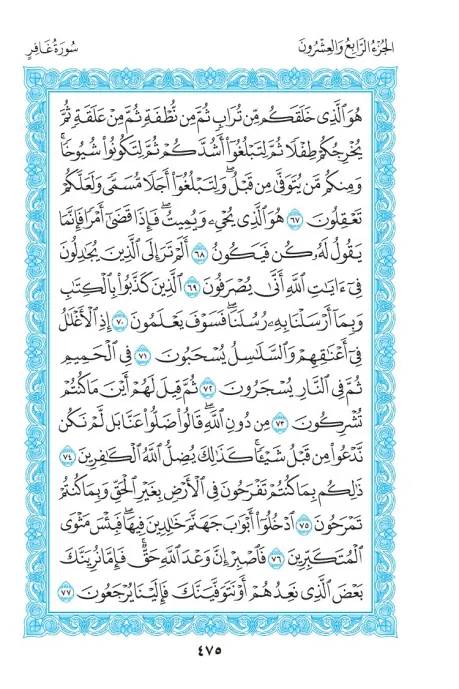 الجُزْءُ الرَّابِعُ وَالعِشْرُونَ
سُورَةُ غَافِرٍ
هُوَ ٱلَّذِى خَلَقَكُم مِّن تُرَابٍ ثُمَّ مِن نُّطْفَةٍ ثُمَّ مِنْ عَلَقَةٍ ثُمَّ
يُخْرِجُكُمْ طِفْلًا ثُمَّ لِتَبْلُغُوٓا۟ أَشُدَّكُمْ ثُمَّ لِتَكُونُوا۟ شُيُوخًا ۚ
وَمِنكُم مَّن يُتَوَفَّىٰ مِن قَبْلُ ۖ وَلِتَبْلُغُوٓا۟ أَجَلًا مُّسَمًّى وَلَعَلَّكُمْ
تَعْقِلُونَ ٦٧ هُوَ ٱلَّذِى يُحْىِۦ وَيُمِيتُ ۖ فَإِذَا قَضَىٰٓ أَمْرًا فَإِنَّمَا
يَقُولُ لَهُۥ كُن فَيَكُونُ ٦٨ أَلَمْ تَرَ إِلَى ٱلَّذِينَ يُجَٰدِلُونَ
فِىٓ ءَايَٰتِ ٱللَّهِ أَنَّىٰ يُصْرَفُونَ ٦٩ ٱلَّذِينَ كَذَّبُوا۟ بِٱلْكِتَٰبِ
وَبِمَآ أَرْسَلْنَا بِهِۦ رُسُلَنَا ۖ فَسَوْفَ يَعْلَمُونَ ٧٠ إِذِ ٱلْأَغْلَٰلُ
فِىٓ أَعْنَٰقِهِمْ وَٱلسَّلَٰسِلُ يُسْحَبُونَ ٧١ فِى ٱلْحَمِيمِ
ثُمَّ فِى ٱلنَّارِ يُسْجَرُونَ ٧٢ ثُمَّ قِيلَ لَهُمْ أَيْنَ مَا كُنتُمْ
تُشْرِكُونَ ٧٣ مِن دُونِ ٱللَّهِ ۖ قَالُوا۟ ضَلُّوا۟ عَنَّا بَل لَّمْ نَكُن
نَّدْعُوا۟ مِن قَبْلُ شَيْـًٔا ۚ كَذَٰلِكَ يُضِلُّ ٱللَّهُ ٱلْكَٰفِرِينَ ٧٤
ذَٰلِكُم بِمَا كُنتُمْ تَفْرَحُونَ فِى ٱلْأَرْضِ بِغَيْرِ ٱلْحَقِّ وَبِمَا كُنتُمْ
تَمْرَحُونَ ٧٥ ٱدْخُلُوٓا۟ أَبْوَٰبَ جَهَنَّمَ خَٰلِدِينَ فِيهَا ۖ فَبِئْسَ مَثْوَى
ٱلْمُتَكَبِّرِينَ ٧٦ فَٱصْبِرْ إِنَّ وَعْدَ ٱللَّهِ حَقٌّ ۚ فَإِمَّا نُرِيَنَّكَ
بَعْضَ ٱلَّذِى نَعِدُهُمْ أَوْ نَتَوَفَّيَنَّكَ فَإِلَيْنَا يُرْجَعُونَ ٧٧
٤٧٥